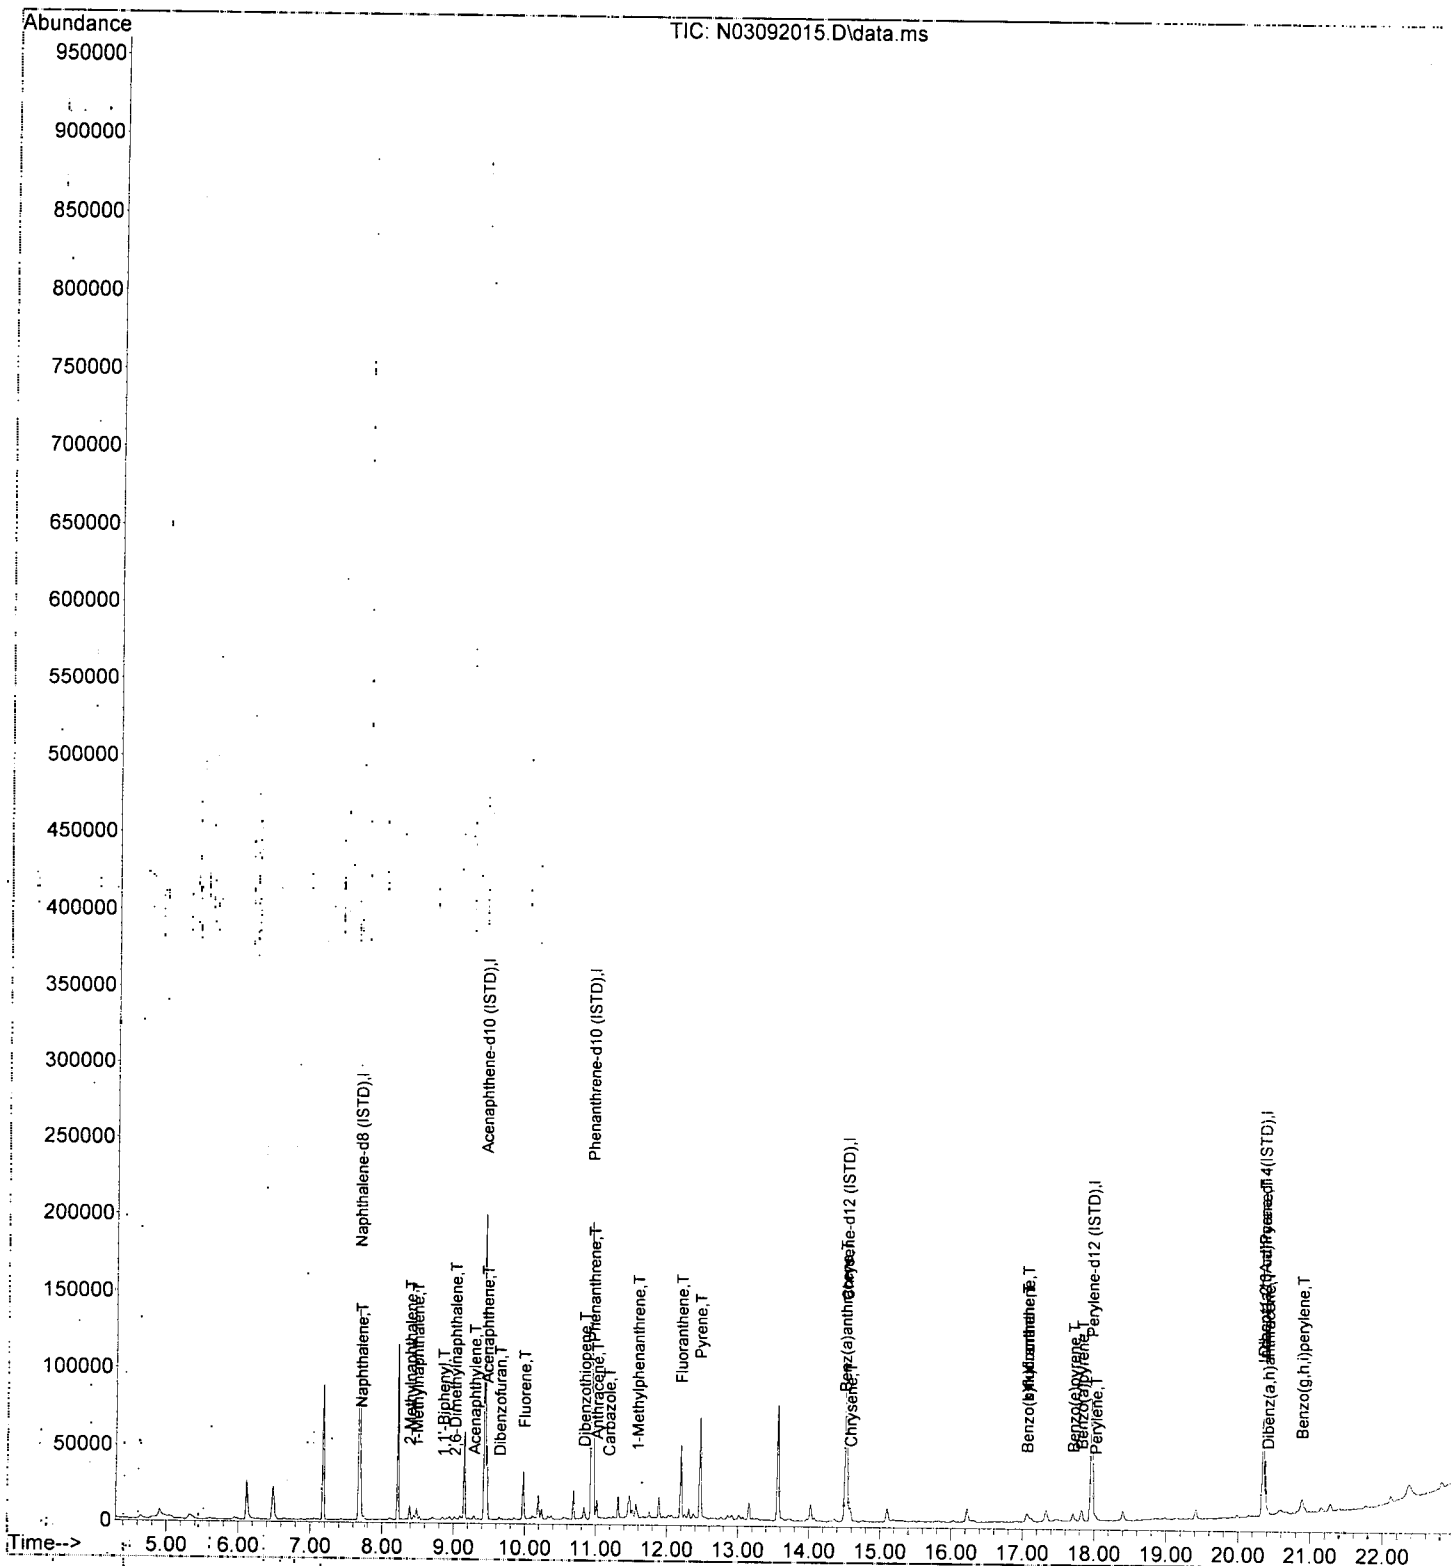 Abundance
TIC: N03092015.D\data.ms
950000
900000
850000
800000
750000
700000
650000
600000
550000
500000
450000
400000
350000
300000
250000
200000
150000
100000
50000
0
Time-->
5.00 6.00 7.00 8.00 9.00 10.00 11.00 12.00 13.00 14.00 15.00 16.00 17.00 18.00 19.00 20.00 21.00 22.00
Naphthalene-d8 (ISTD),I
Naphthalene,T
2-Methylnaphthalene,T
1-Methylnaphthalene,T
1,1'-Biphenyl,T
2,6-Dimethylnaphthalene,T
Acenaphthylene,T
Acenaphthene-d10 (ISTD),I
Acenaphthene,T
Dibenzofuran,T
Fluorene,T
Dibenzothiopene,T
Phenanthrene-d10 (ISTD),I
Phenanthrene,T
Anthracene,T
Carbazole,T
1-Methylphenanthrene,T
Fluoranthene,T
Pyrene,T
Benz(a)anthracene
Chrysene-d12 (ISTD),I
Chrysene,T
Benzo(e)pyrene,T
Benzo(a)pyrene,T
Perylene-d12 (ISTD),I
Perylene,T
Dibenz(a,h)anthracene
Benzo(g,h,i)perylene,T